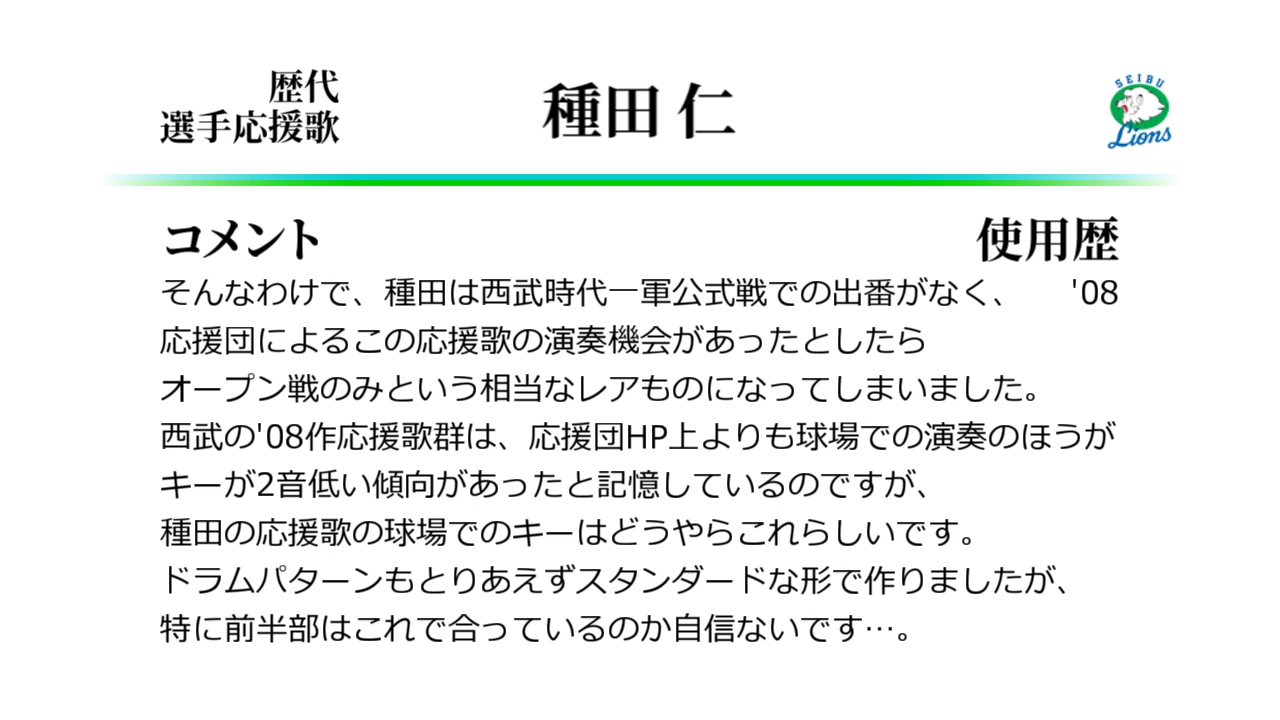 歴代
選手応援歌
種田 仁
SEIBU
Lions
コメント
使用歴
そんなわけで、種田は西武時代一軍公式戦での出番がなく、
'08
応援団によるこの応援歌の演奏機会があったとしたら
オープン戦のみという相当なレアものになってしまいました。
西武の'08作応援歌群は、応援団HP上よりも球場での演奏のほうが
キーが2音低い傾向があったと記憶しているのですが、
種田の応援歌の球場でのキーはどうやらこれらしいです。
ドラムパターンもとりあえずスタンダードな形で作りましたが、
特に前半部はこれで合っているのか自信ないです…。